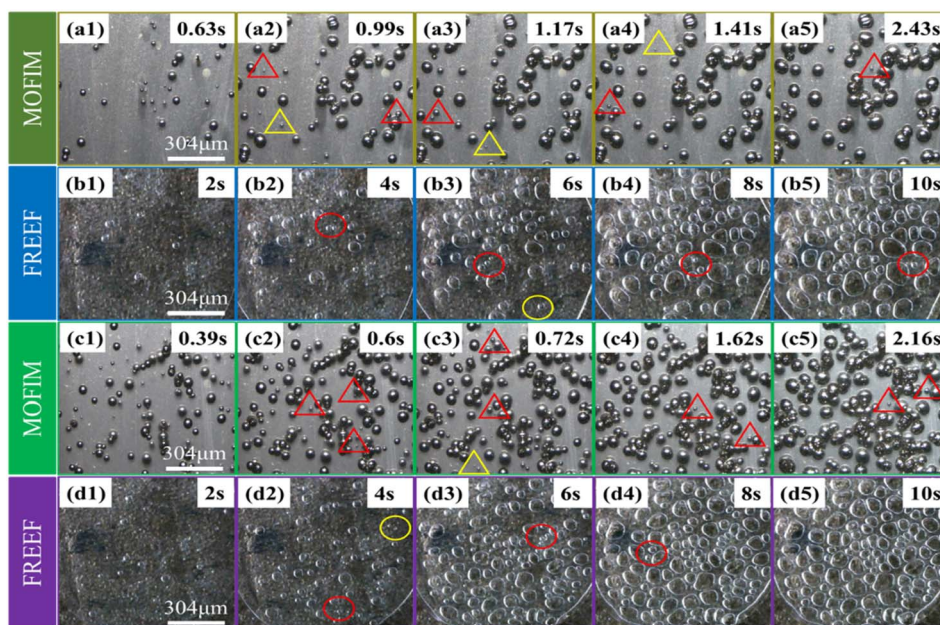 MOFIM
(a1) 0.63s
304μm
(a2) 0.99s
(a3) 1.17s
(a4) 1.41s
(a5) 2.43s
FREEF
(b1) 2s
304μm
(b2) 4s
(b3) 6s
(b4) 8s
(b5) 10s
MOFIM
(c1) 0.39s
304μm
(c2) 0.6s
(c3) 0.72s
(c4) 1.62s
(c5) 2.16s
FREEF
(d1) 2s
304μm
(d2) 4s
(d3) 6s
(d4) 8s
(d5) 10s